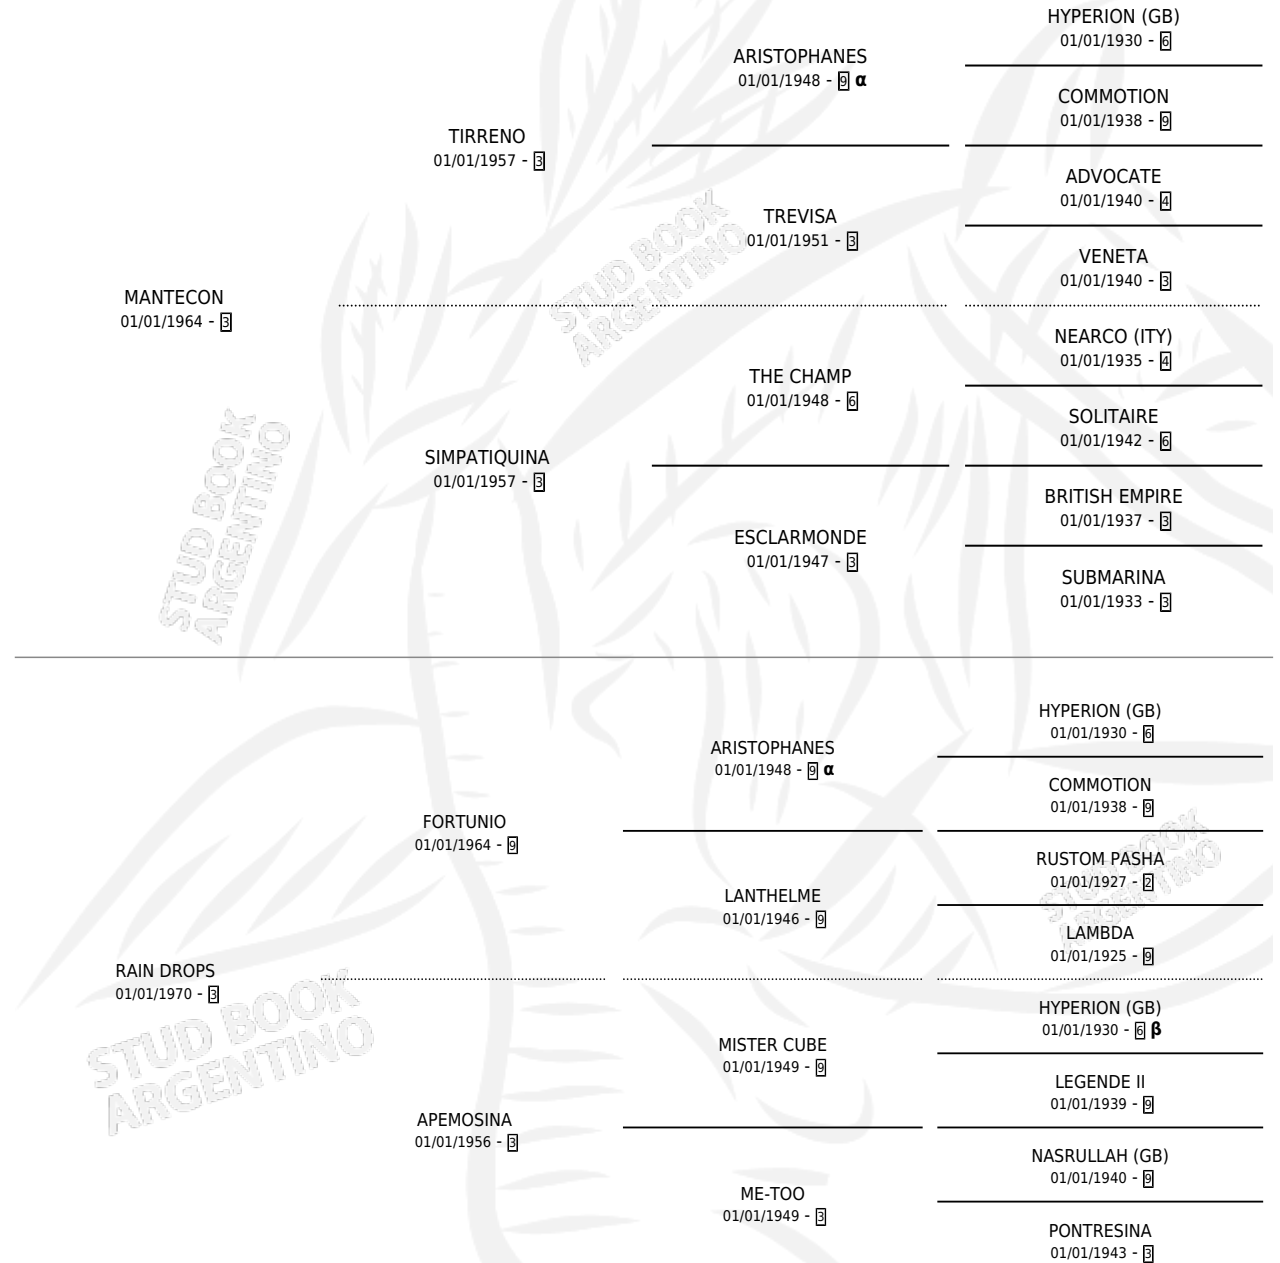 HYPERION (GB)
01/01/1930 - 6
ARISTOPHANES
01/01/1948 - 9 α
COMMOTION
01/01/1938 - 9
TIRRENO
01/01/1957 - 3
ADVOCATE
01/01/1940 - 4
TREVISA
01/01/1951 - 3
VENETA
01/01/1940 - 3
MANTECON
01/01/1964 - 3
NEARCO (ITY)
01/01/1935 - 4
THE CHAMP
01/01/1948 - 6
SOLITAIRE
01/01/1942 - 6
SIMPATIQUINA
01/01/1957 - 3
BRITISH EMPIRE
01/01/1937 - 3
ESCLARMONDE
01/01/1947 - 3
SUBMARINA
01/01/1933 - 3
STUD BOOK
ARGENTINO
STUD BOOK
ARGENTINO
HYPERION (GB)
01/01/1930 - 6
ARISTOPHANES
01/01/1948 - 9 α
COMMOTION
01/01/1938 - 9
FORTUNIO
01/01/1964 - 9
RUSTOM PASHA
01/01/1927 - 2
LANTHELME
01/01/1946 - 9
LAMBDA
01/01/1925 - 9
RAIN DROPS
01/01/1970 - 3
HYPERION (GB)
01/01/1930 - 6 β
MISTER CUBE
01/01/1949 - 9
LEGENDE II
01/01/1939 - 9
APEMOSINA
01/01/1956 - 3
NASRULLAH (GB)
01/01/1940 - 9
ME-TOO
01/01/1949 - 3
PONTRESINA
01/01/1943 - 3
STUD BOOK
ARGENTINO
STUD BOOK
ARGENTINO